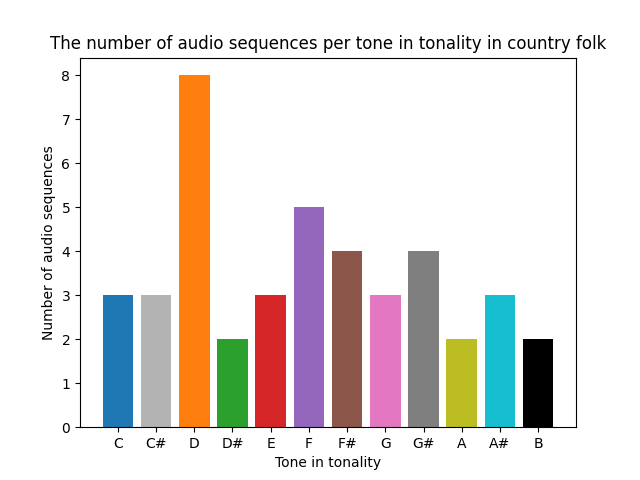 The number of audio sequences per tone in tonality in country folk
Number of audio sequences
8
7
6
5
4
3
2
1
0
C C# D D# E F F# G G# A A# B
Tone in tonality